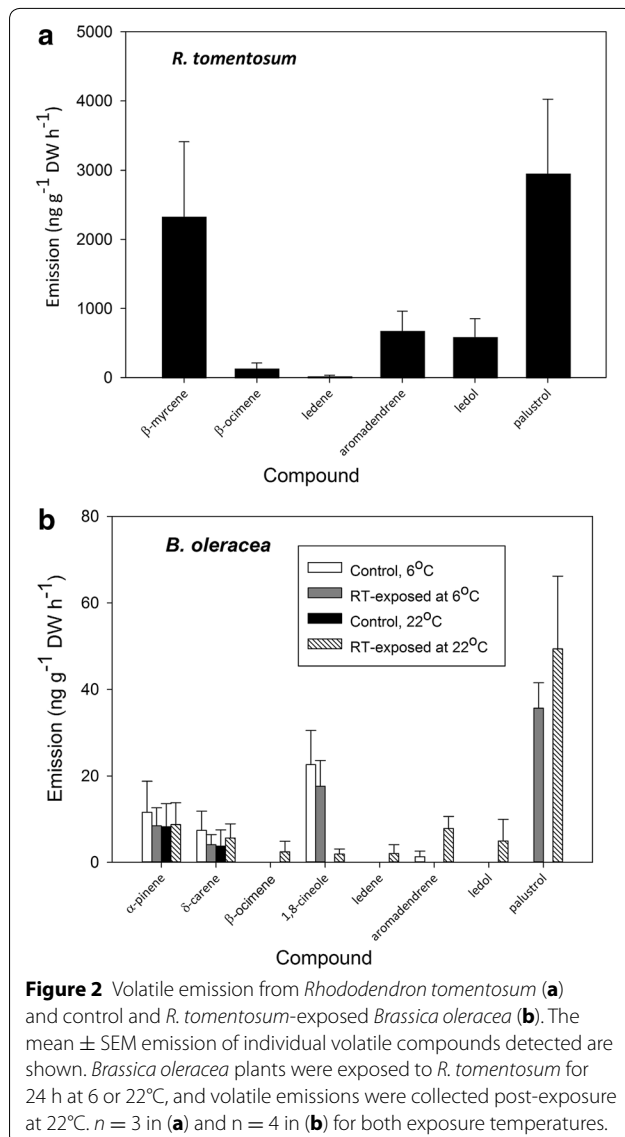 a
R. tomentosum
5000
4000
3000
2000
1000
0
Emission (ng g⁻¹ DW h⁻¹)
β-myrcene
β-ocimene
ledene
aromadendrene
ledol
palustrol
Compound
b
B. oleracea
Control, 6°C
RT-exposed at 6°C
Control, 22°C
RT-exposed at 22°C
80
60
40
20
0
Emission (ng g⁻¹ DW h⁻¹)
α-pinene
δ-carene
β-ocimene
1,8-cineole
ledene
aromadendrene
ledol
palustrol
Compound
Figure 2 Volatile emission from Rhododendron tomentosum (a)
and control and R. tomentosum-exposed Brassica oleracea (b). The
mean ± SEM emission of individual volatile compounds detected are
shown. Brassica oleracea plants were exposed to R. tomentosum for
24 h at 6 or 22°C, and volatile emissions were collected post-exposure
at 22°C. n = 3 in (a) and n = 4 in (b) for both exposure temperatures.